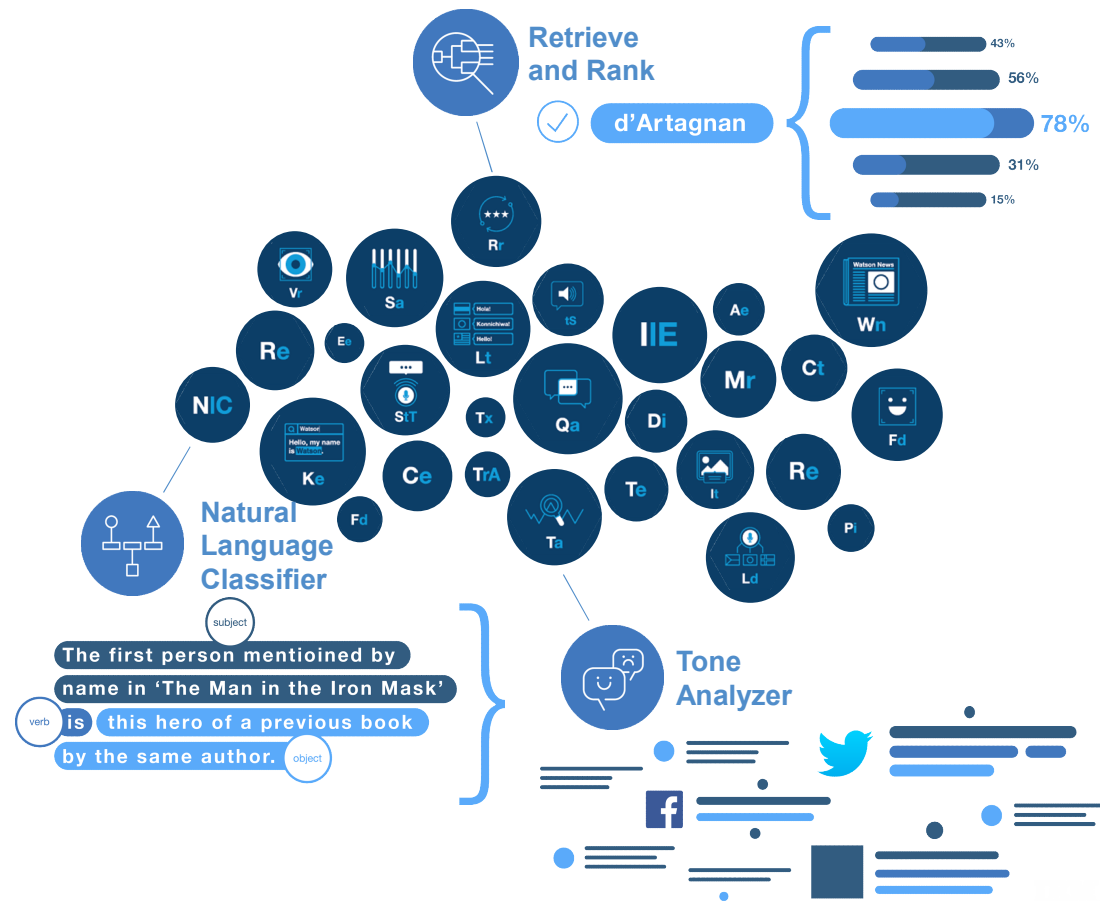 Retrieve
and Rank
d'Artagnan
43%
56%
78%
31%
15%
Rr
Vr
Sa
Hola!
Konnichiwa!
Hello!
Lt
tS
IIE
Ae
Watson News
Wn
Re
Ee
StT
Tx
Qa
Di
Mr
Ct
Fd
NIC
Watson
Hello, my name
is Watson.
Ke
Ce
TrA
Fd
Ta
Te
It
Re
Pi
Ld
Natural
Language
Classifier
subject
The first person mentioined by
name in 'The Man in the Iron Mask'
verb
is this hero of a previous book
by the same author.
object
Tone
Analyzer